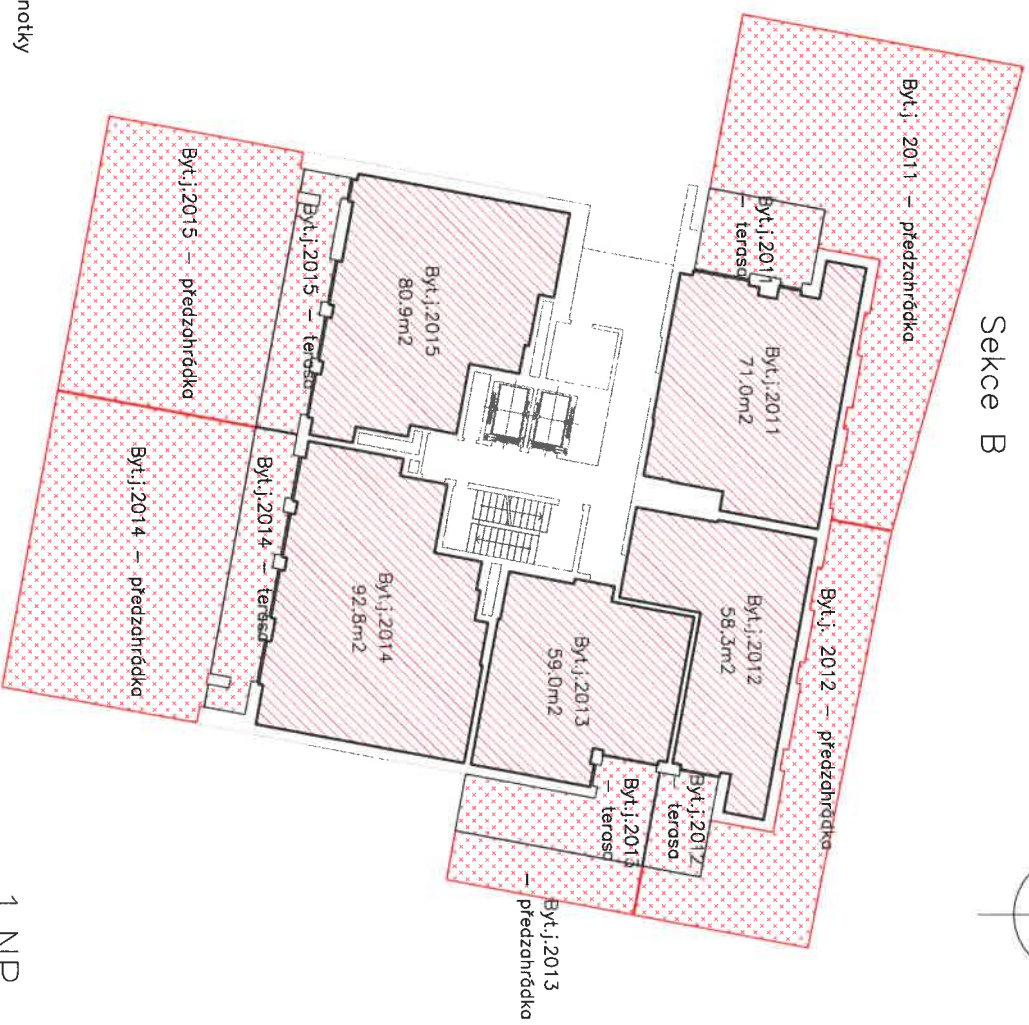 Sekce B
Byt.j. 2011 – předzahrádka
Byt.j.2011
– terasa
Byt.j.2011
71.0m2
Byt.j. 2012 – předzahrádka
Byt.j.2012
58.3m2
Byt.j.2012
– terasa
Byt.j.2013
59.0m2
Byt.j.2013
– terasa
Byt.j.2013
– předzahrádka
Byt.j.2015
80.9m2
Byt.j.2015 – terasa
Byt.j.2015 – předzahrádka
Byt.j.2014
92.8m2
Byt.j.2014 – terasa
Byt.j.2014 – předzahrádka
notky
1 NP